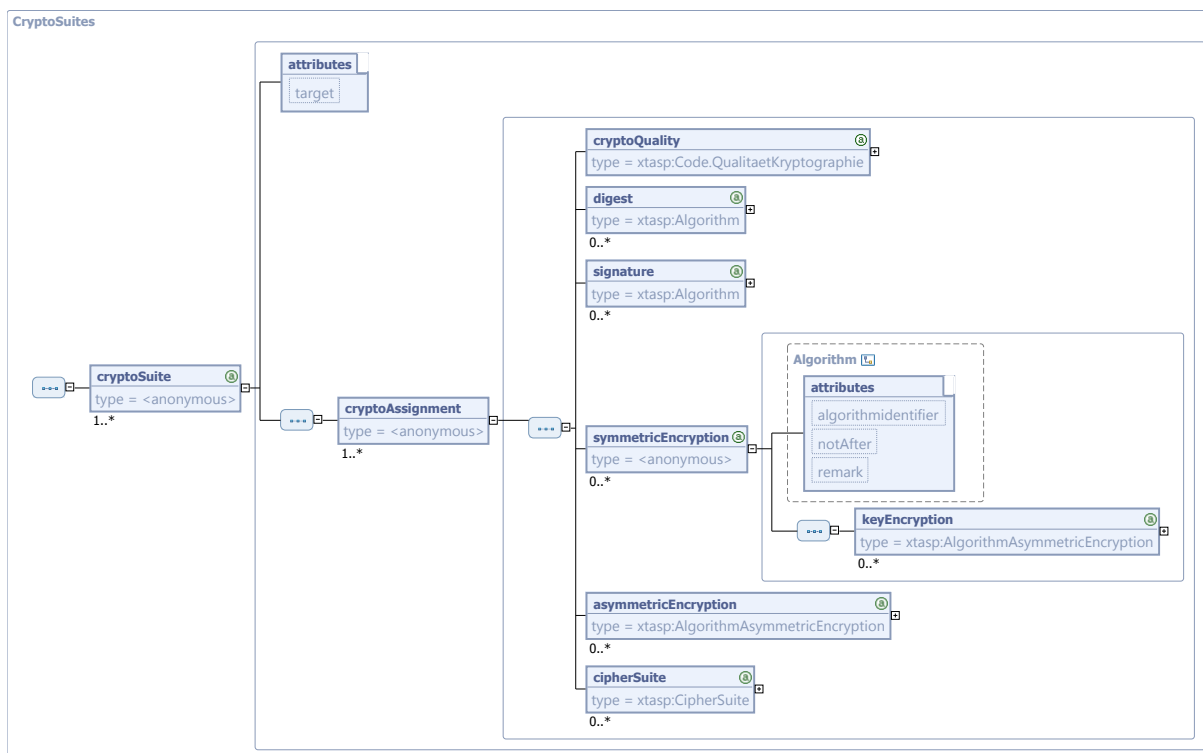 CryptoSuites
attributes
target
cryptoQuality a
type = xtasp:Code.QualitaetKryptographie
digest a
type = xtasp:Algorithm
0..*
signature a
type = xtasp:Algorithm
0..*
Algorithm
attributes
algorithmidentifier
notAfter
remark
cryptoSuite a
type = <anonymous>
1..*
cryptoAssignment
type = <anonymous>
1..*
symmetricEncryption a
type = <anonymous>
0..*
keyEncryption a
type = xtasp:AlgorithmAsymmetricEncryption
0..*
asymmetricEncryption a
type = xtasp:AlgorithmAsymmetricEncryption
0..*
cipherSuite a
type = xtasp:CipherSuite
0..*